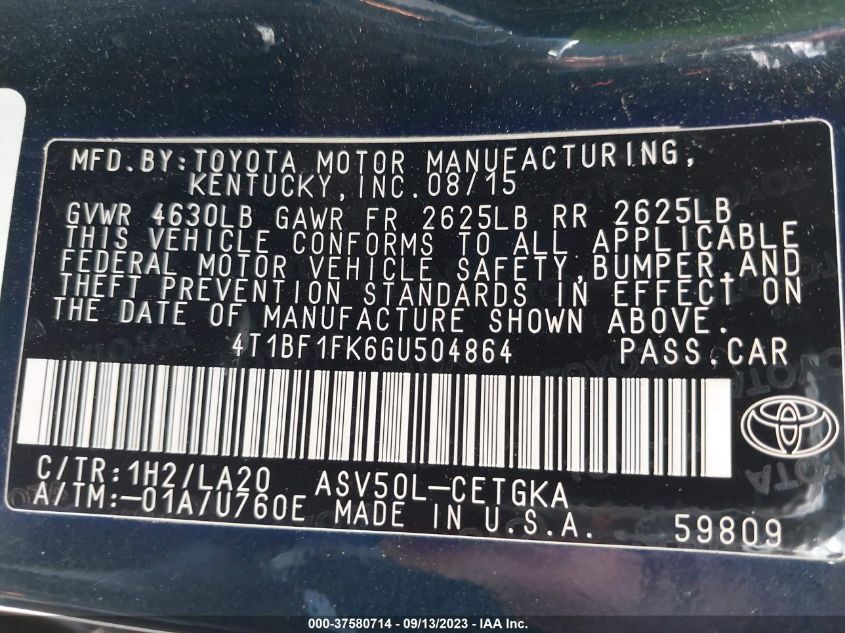 MFD. BY: TOYOTA MOTOR MANUFACTURING,
KENTUCKY, INC. 08/15
GVWR 4630LB GAWR FR 2625LB RR 2625LB
THIS VEHICLE CONFORMS TO ALL APPLICABLE
FEDERAL MOTOR VEHICLE SAFETY, BUMPER, AND
THEFT PREVENTION STANDARDS IN EFFECT ON
THE DATE OF MANUFACTURE SHOWN ABOVE.
4T1BF1FK6GU504864 PASS. CAR
C/TR: 1H2/LA20 ASV50L-CETGKA
A/TM: -01A/U760E MADE IN U.S.A. 59809
000-37580714 - 09/13/2023 - IAA Inc.